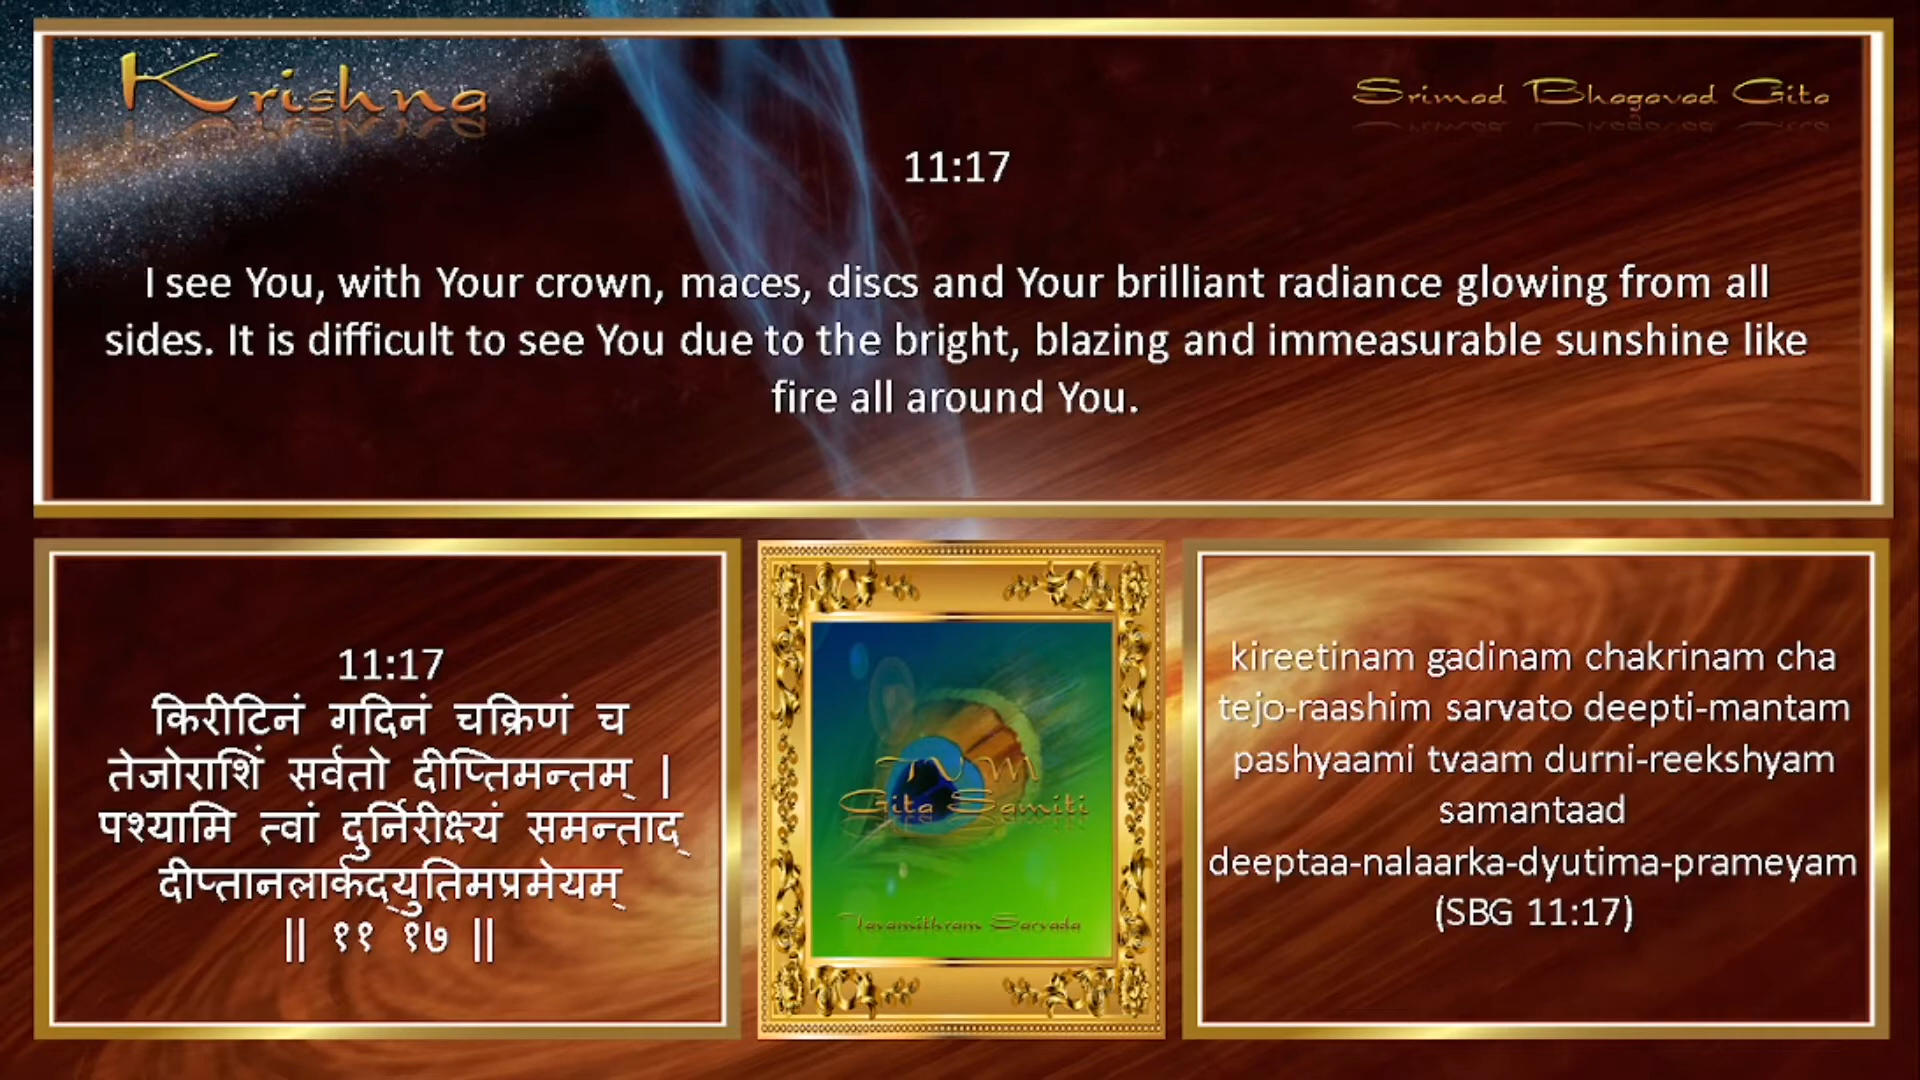 Krishna
Srimad Bhagavad Gita
11:17
I see You, with Your crown, maces, discs and Your brilliant radiance glowing from all
sides. It is difficult to see You due to the bright, blazing and immeasurable sunshine like
fire all around You.
11:17
किरीटिनं गदिनं चक्रिणं च
तेजोराशिं सर्वतो दीप्तिमन्तम् |
पश्यामि त्वां दुर्निरीक्ष्यं समन्ताद्
दीप्तानलार्कद्युतिमप्रमेयम्
|| ११ १७ ||
TVM
Gita Samiti
Tavamithram Sarvada
kireetinam gadinam chakrinam cha
tejo-raashim sarvato deepti-mantam
pashyaami tvaam durni-reekshyam
samantaad
deeptaa-nalaarka-dyutima-prameyam
(SBG 11:17)